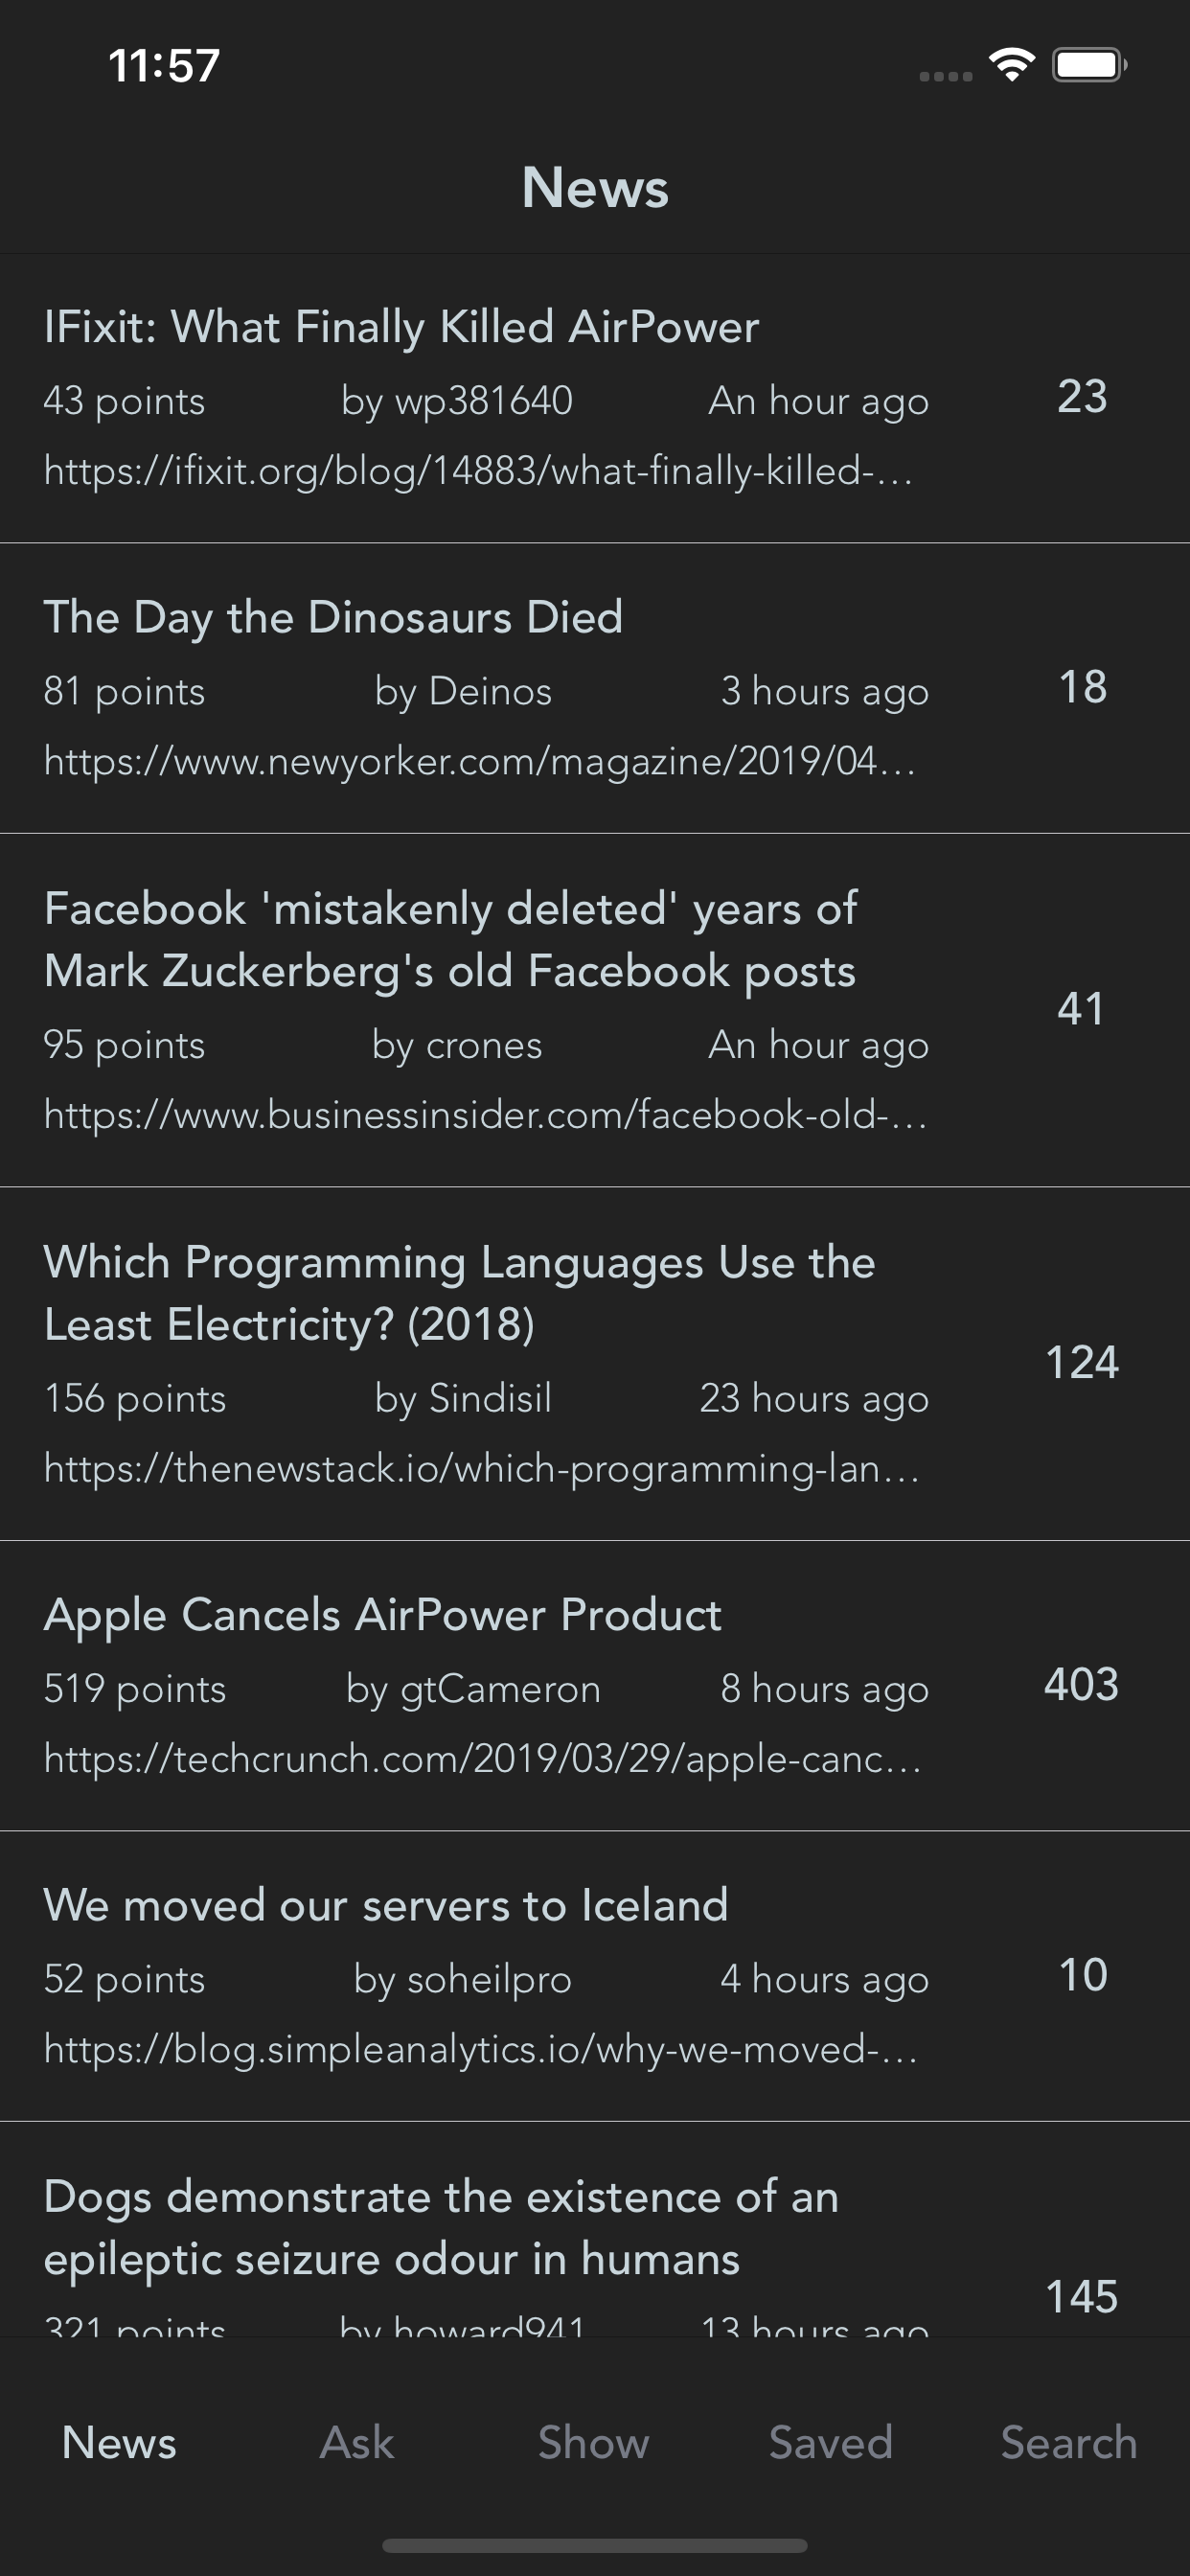 11:57
News
IFixit: What Finally Killed AirPower
43 points by wp381640 An hour ago 23
https://ifixit.org/blog/14883/what-finally-killed-...
The Day the Dinosaurs Died
81 points by Deinos 3 hours ago 18
https://www.newyorker.com/magazine/2019/04...
Facebook 'mistakenly deleted' years of
Mark Zuckerberg's old Facebook posts
41
95 points by crones An hour ago
https://www.businessinsider.com/facebook-old-...
Which Programming Languages Use the
Least Electricity? (2018)
124
156 points by Sindisil 23 hours ago
https://thenewstack.io/which-programming-lan...
Apple Cancels AirPower Product
519 points by gtCameron 8 hours ago 403
https://techcrunch.com/2019/03/29/apple-canc...
We moved our servers to Iceland
52 points by soheilpro 4 hours ago 10
https://blog.simpleanalytics.io/why-we-moved-...
Dogs demonstrate the existence of an
epileptic seizure odour in humans
145
321 points by howard941 13 hours ago
News Ask Show Saved Search